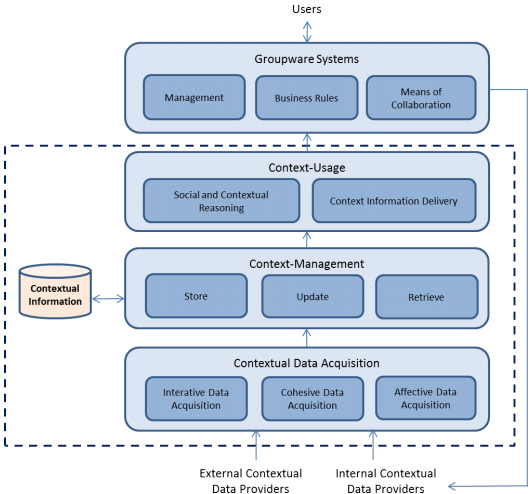 Users
Groupware Systems
Management
Business Rules
Means of
Collaboration
Context-Usage
Social and Contextual
Reasoning
Context Information Delivery
Context-Management
Contextual
Information
Store
Update
Retrieve
Contextual Data Acquisition
Interative Data
Acquisition
Cohesive Data
Acquisition
Affective Data
Acquisition
External Contextual
Data Providers
Internal Contextual
Data Providers